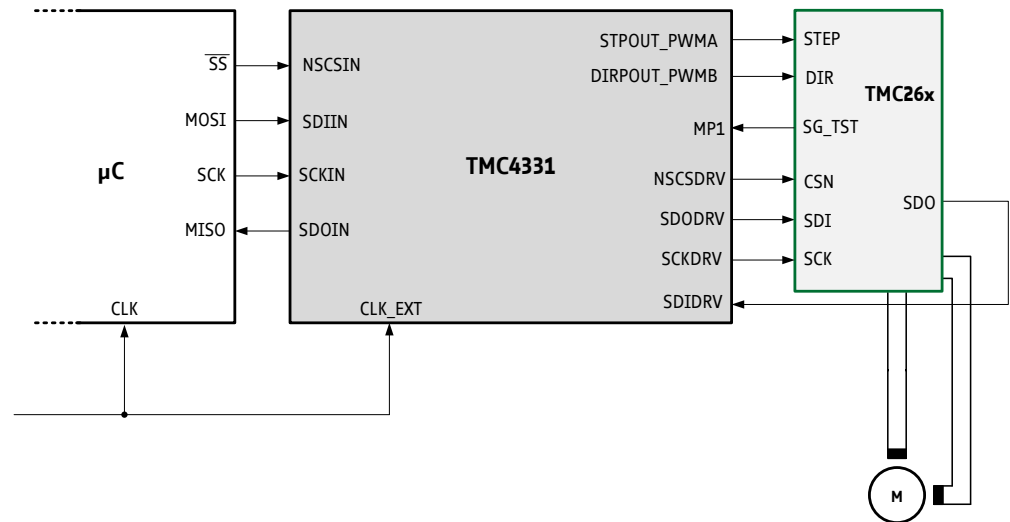 µC
SS
MOSI
SCK
MISO
CLK
NSCSIN
SDIIN
SCKIN
SDOIN
CLK_EXT
TMC4331
STPOUT_PWMA
DIRPOUT_PWMB
MP1
NSCSDRV
SDODRV
SCKDRV
SDIDRV
STEP
DIR
TMC26x
SG_TST
CSN
SDI
SCK
SDO
M